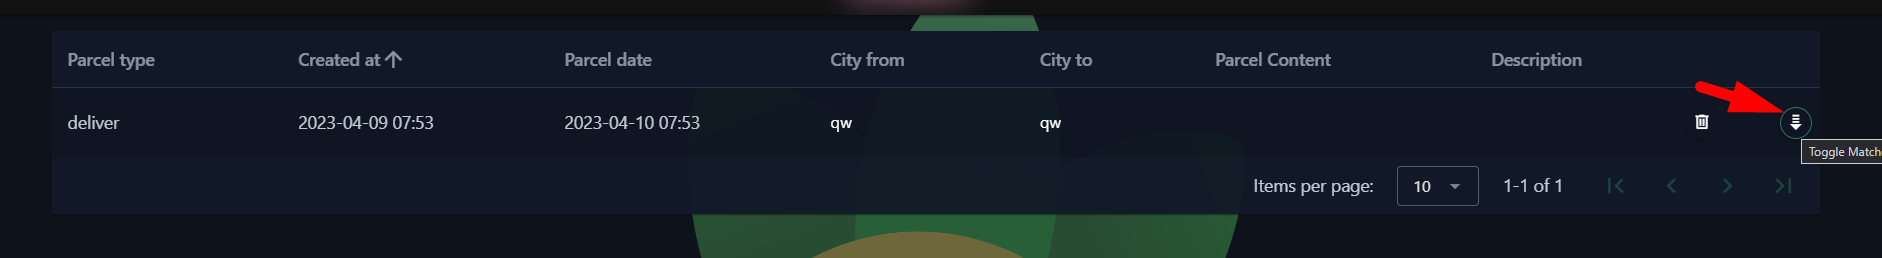 Parcel type Created at Parcel date City from City to Parcel Content Description
deliver 2023-04-09 07:53 2023-04-10 07:53 qw qw
Toggle Matche
Items per page: 10 1-1 of 1